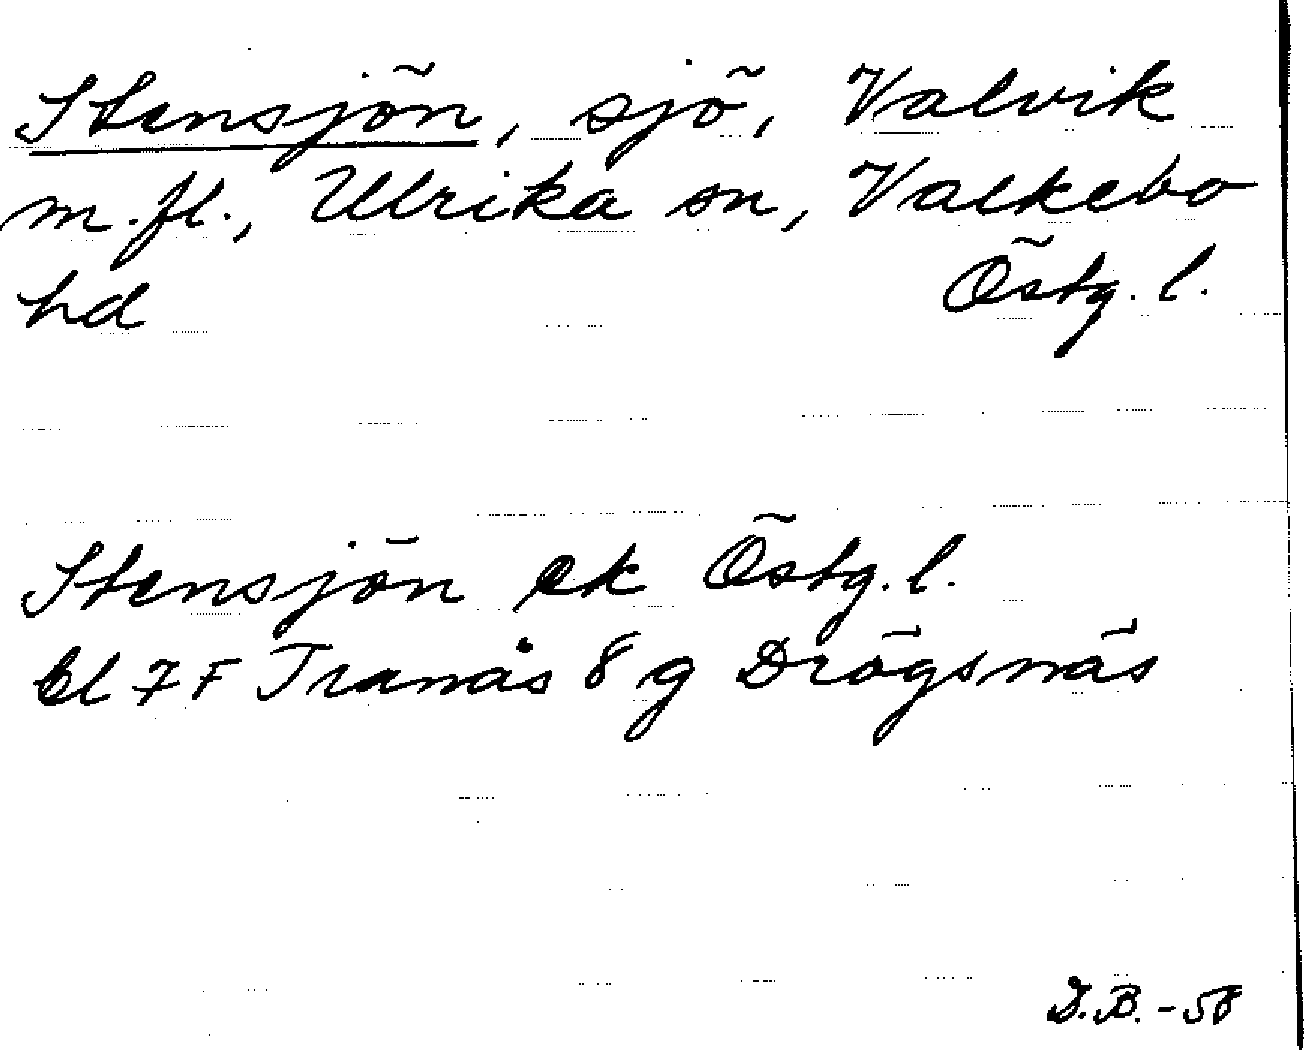 Stensjön, sjö, Valvik
m.fl., Ulrika sn, Valkebo
hd Östg. l.
Stensjön ek Östg. l.
bl 7 F Tranås 8 g Drögsnäs
D.B. - 58